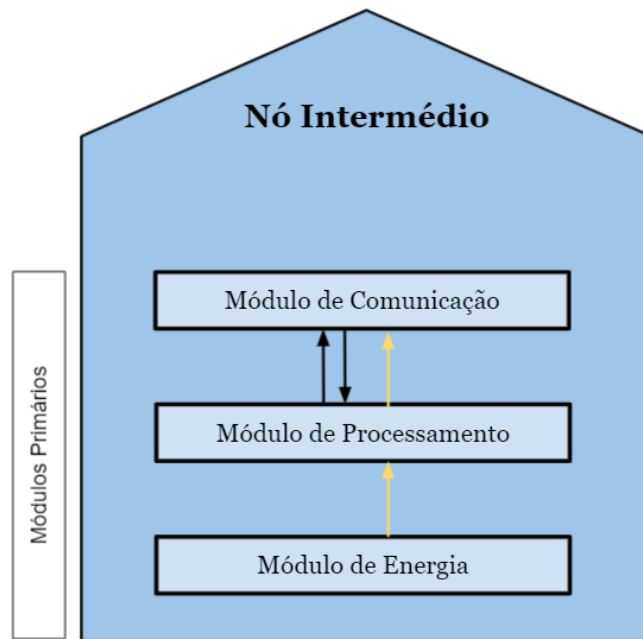 Nó Intermédio
Módulos Primários
Módulo de Comunicação
Módulo de Processamento
Módulo de Energia